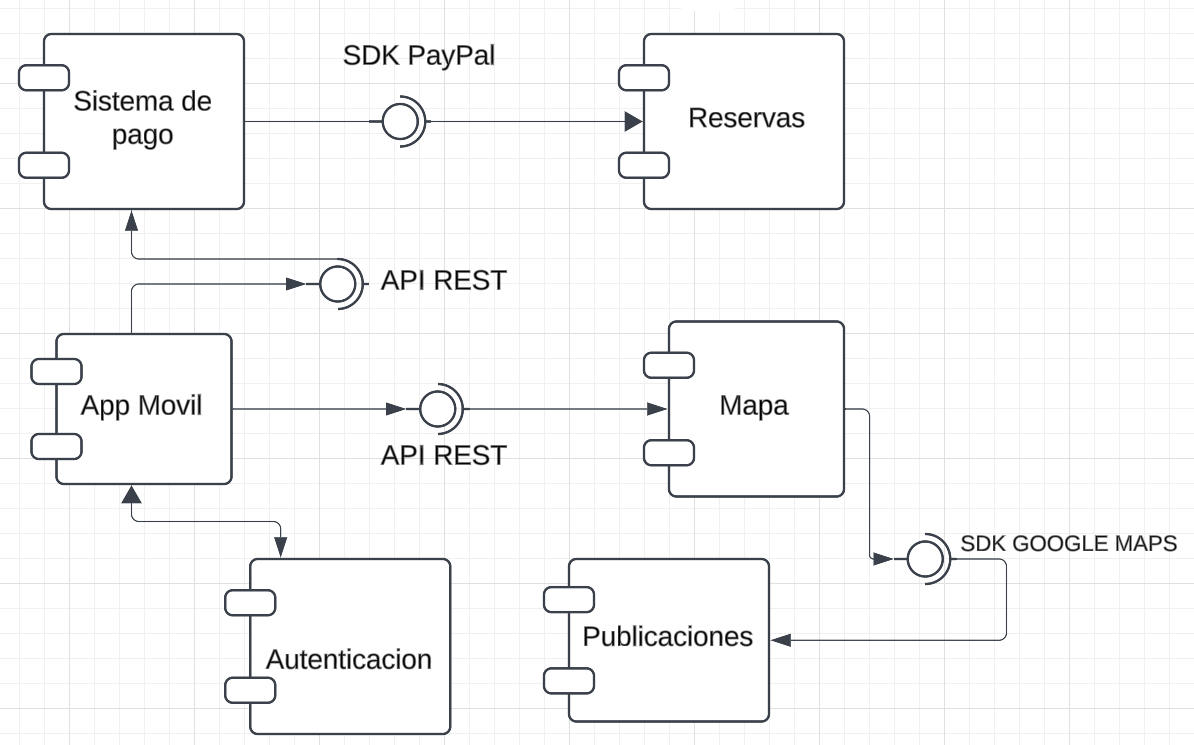 SDK PayPal
Sistema de
pago
Reservas
API REST
App Movil
Mapa
API REST
SDK GOOGLE MAPS
Publicaciones
Autenticacion